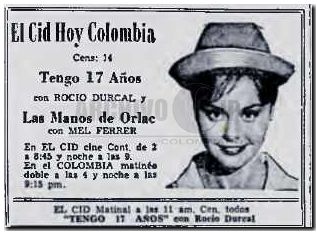 El Cid Hoy Colombia
Cens: 14
Tengo 17 Años
con ROCIO DURCAL y
Las Manos de Orlac
con MEL FERRER
En EL CID cine Cont. de 2
a 8:45 y noche a las 9.
En el COLOMBIA matinée
doble a las 4 y noche a las
9:15 pm.
EL CID Matinal a las 11 am. Cen. todos
"TENGO 17 AÑOS" con Rocio Durcal